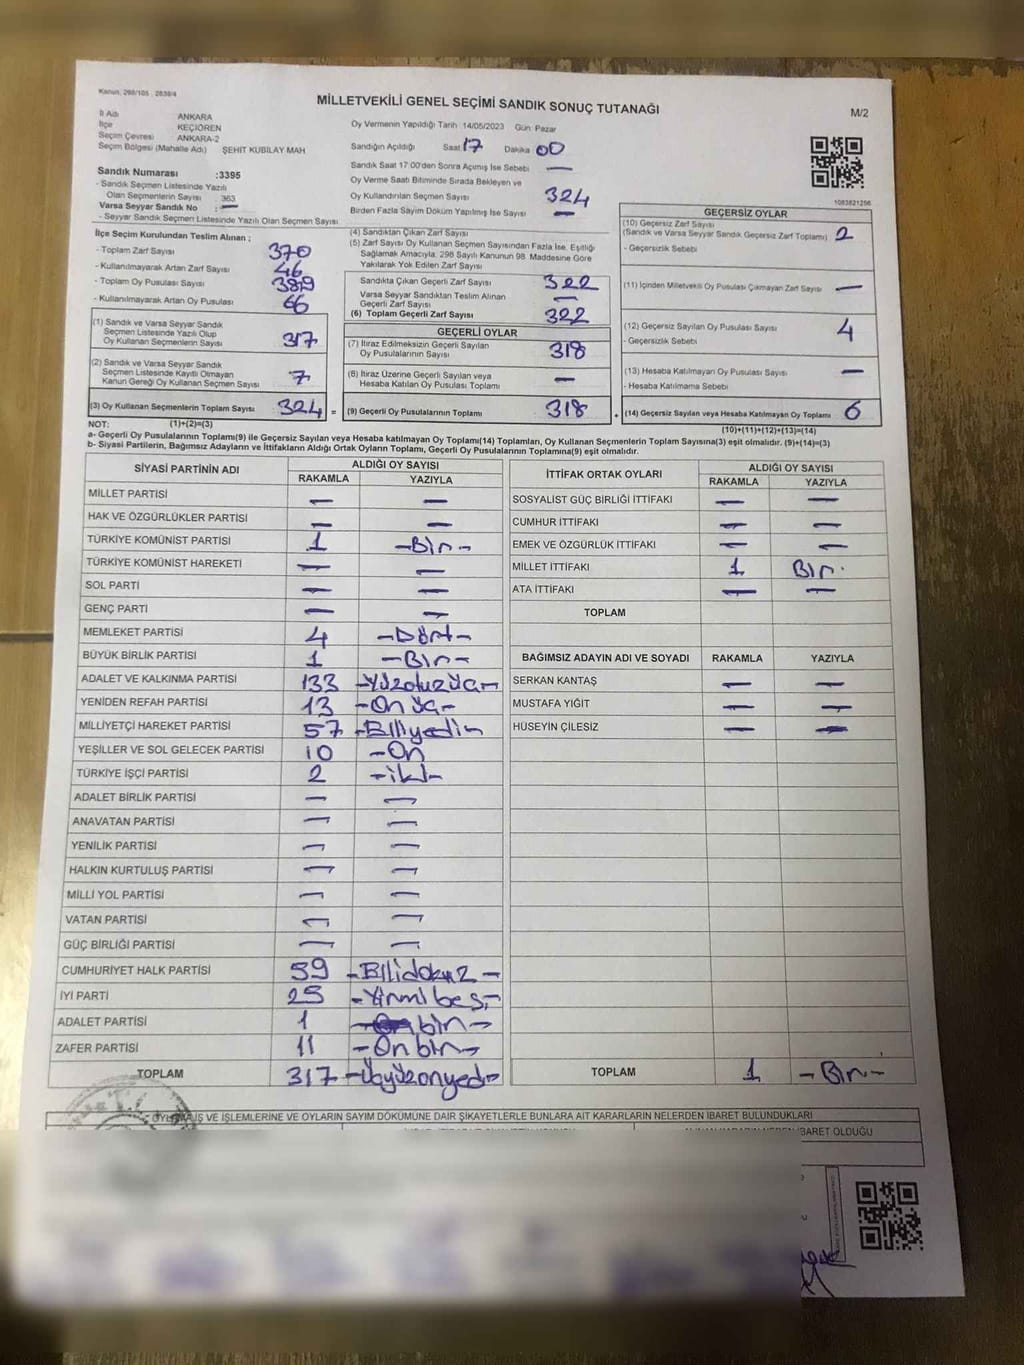 Kanun, 298/105 , 2839/4
MİLLETVEKİLİ GENEL SEÇİMİ SANDIK SONUÇ TUTANAĞI
M/2
İl Adı ANKARA
İlçe KEÇİÖREN
Seçim Çevresi ANKARA-2
Seçim Bölgesi (Mahalle Adı) ŞEHİT KUBİLAY MAH
Sandık Numarası :3395
- Sandık Seçmen Listesinde Yazılı
Olan Seçmenlerin Sayısı : 363
Varsa Seyyar Sandık No : —
- Seyyar Sandık Seçmen Listesinde Yazılı Olan Seçmen Sayısı
Oy Vermenin Yapıldığı Tarih 14/05/2023 Gün: Pazar
Sandığın Açıldığı Saat 17 Dakika 00
Sandık Saat 17.00'den Sonra Açımış İse Sebebi —
Oy Verme Saati Bitiminde Sırada Bekleyen ve
Oy Kullandırılan Seçmen Sayısı 324
Birden Fazla Sayım Döküm Yapılmış İse Sayısı —
1083821256
İlçe Seçim Kurulundan Teslim Alınan ;
- Toplam Zarf Sayısı 370
- Kullanılmayarak Artan Zarf Sayısı 46
- Toplam Oy Pusulası Sayısı 389
- Kullanılmayarak Artan Oy Pusulası 66
(1) Sandık ve Varsa Seyyar Sandık
Seçmen Listesinde Yazılı Olup
Oy Kullanan Seçmenlerin Sayısı 317
(2) Sandık ve Varsa Seyyar Sandık
Seçmen Listesinde Kayıtlı Olmayan
Kanun Gereği Oy Kullanan Seçmen Sayısı 7
(3) Oy Kullanan Seçmenlerin Toplam Sayısı 324 =
(4) Sandıktan Çıkan Zarf Sayısı
(5) Zarf Sayısı Oy Kullanan Seçmen Sayısından Fazla İse, Eşitliği
Sağlamak Amacıyla, 298 Sayılı Kanunun 98. Maddesine Göre
Yakılarak Yok Edilen Zarf Sayısı
Sandıkta Çıkan Geçerli Zarf Sayısı 322
Varsa Seyyar Sandıktan Teslim Alınan
Geçerli Zarf Sayısı —
(6) Toplam Geçerli Zarf Sayısı 322
GEÇERLİ OYLAR
(7) İtiraz Edilmeksizin Geçerli Sayılan
Oy Pusulalarının Sayısı 318
(8) İtiraz Üzerine Geçerli Sayılan veya
Hesaba Katılan Oy Pusulası Toplamı —
(9) Geçerli Oy Pusulalarının Toplamı 318 +
GEÇERSİZ OYLAR
(10) Geçersiz Zarf Sayısı
(Sandık ve Varsa Seyyar Sandık Geçersiz Zarf Toplamı) 2
- Geçersizlik Sebebi
(11) İçinden Milletvekili Oy Pusulası Çıkmayan Zarf Sayısı —
(12) Geçersiz Sayılan Oy Pusulası Sayısı 4
- Geçersizlik Sebebi
(13) Hesaba Katılmayan Oy Pusulası Sayısı —
- Hesaba Katılmama Sebebi
(14) Geçersiz Sayılan veya Hesaba Katılmayan Oy Toplamı 6
NOT: (1)+(2)=(3)
(10)+(11)+(12)+(13)=(14)
a- Geçerli Oy Pusulalarının Toplamı(9) ile Geçersiz Sayılan veya Hesaba katılmayan Oy Toplamı(14) Toplamları, Oy Kullanan Seçmenlerin Toplam Sayısına(3) eşit olmalıdır. (9)+(14)=(3)
b- Siyasi Partilerin, Bağımsız Adayların ve İttifakların Aldığı Ortak Oyların Toplamı, Geçerli Oy Pusulalarının Toplamına(9) eşit olmalıdır.
SİYASİ PARTİNİN ADI ALDIĞI OY SAYISI
RAKAMLA YAZIYLA
MİLLET PARTİSİ — —
HAK VE ÖZGÜRLÜKLER PARTİSİ — —
TÜRKİYE KOMÜNİST PARTİSİ 1 -Bir-
TÜRKİYE KOMÜNİST HAREKETİ — —
SOL PARTİ — —
GENÇ PARTİ — —
MEMLEKET PARTİSİ 4 -Dört-
BÜYÜK BİRLİK PARTİSİ 1 -Bir-
ADALET VE KALKINMA PARTİSİ 133 -Yüzotuzüç-
YENİDEN REFAH PARTİSİ 13 -On üç-
MİLLİYETÇİ HAREKET PARTİSİ 57 -Elliyedi-
YEŞİLLER VE SOL GELECEK PARTİSİ 10 -On
TÜRKİYE İŞÇİ PARTİSİ 2 -iki-
ADALET BİRLİK PARTİSİ — —
ANAVATAN PARTİSİ — —
YENİLİK PARTİSİ — —
HALKIN KURTULUŞ PARTİSİ — —
MİLLİ YOL PARTİSİ — —
VATAN PARTİSİ — —
GÜÇ BİRLİĞİ PARTİSİ — —
CUMHURİYET HALK PARTİSİ 59 -Ellidokuz-
İYİ PARTİ 25 -Yirmi beş-
ADALET PARTİSİ 1 bir-
ZAFER PARTİSİ 11 -On bir-
TOPLAM 317 -Üçyüzonyedi-
İTTİFAK ORTAK OYLARI ALDIĞI OY SAYISI
RAKAMLA YAZIYLA
SOSYALİST GÜÇ BİRLİĞİ İTTİFAKI — —
CUMHUR İTTİFAKI — —
EMEK VE ÖZGÜRLÜK İTTİFAKI — —
MİLLET İTTİFAKI 1 Bir.
ATA İTTİFAKI — —
TOPLAM
BAĞIMSIZ ADAYIN ADI VE SOYADI RAKAMLA YAZIYLA
SERKAN KANTAŞ — —
MUSTAFA YİĞİT — —
HÜSEYİN ÇİLESİZ — —
TOPLAM 1 -Bir-
İŞ VE İŞLEMLERİNE VE OYLARIN SAYIM DÖKÜMÜNE DAİR ŞİKAYETLERLE BUNLARA AİT KARARLARIN NELERDEN İBARET BULUNDUKLARI
İBARET OLDUĞU